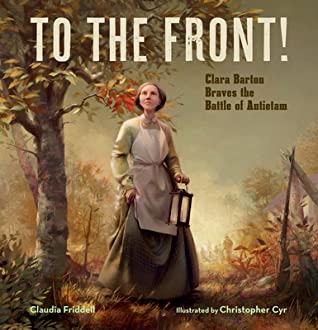 TO THE FRONT!
Clara Barton
Braves the
Battle of Antietam
Claudia Friddell
Illustrated by Christopher Cyr